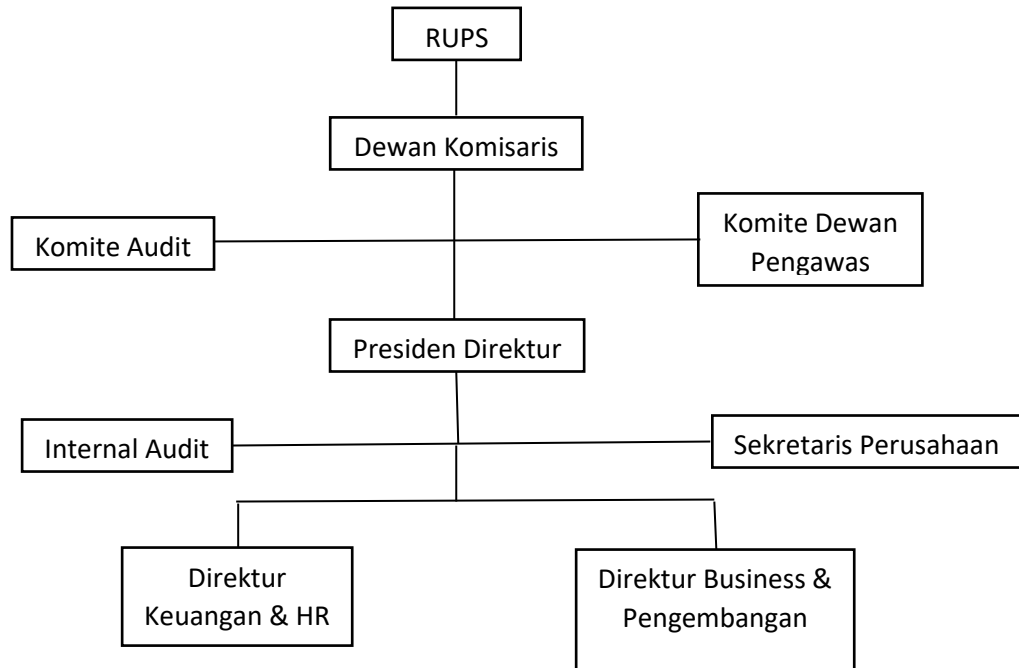 RUPS
Dewan Komisaris
Komite Audit
Komite Dewan
Pengawas
Presiden Direktur
Internal Audit
Sekretaris Perusahaan
Direktur
Keuangan & HR
Direktur Business &
Pengembangan